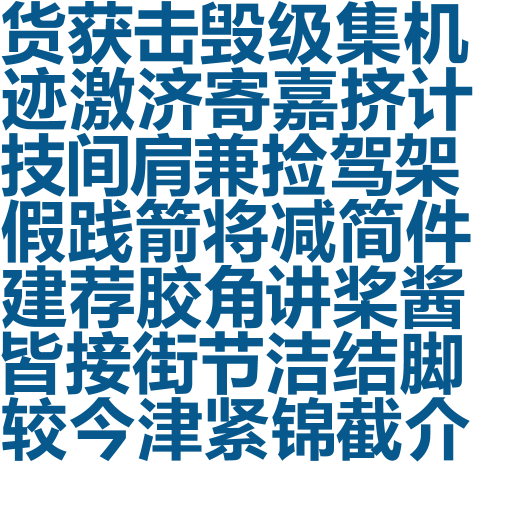 货获击毁级集机
迹激济寄嘉挤计
技间肩兼捡驾架
假践箭将减简件
建荐胶角讲桨酱
皆接街节洁结脚
较今津紧锦截介